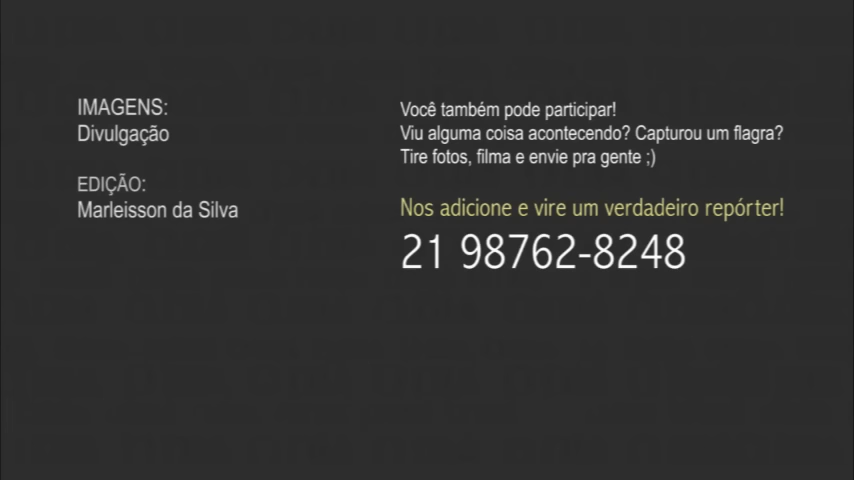 IMAGENS:
Divulgação
EDIÇÃO:
Marleisson da Silva
Você também pode participar!
Viu alguma coisa acontecendo? Capturou um flagra?
Tire fotos, filma e envie pra gente ;)
Nos adicione e vire um verdadeiro repórter!
21 98762-8248